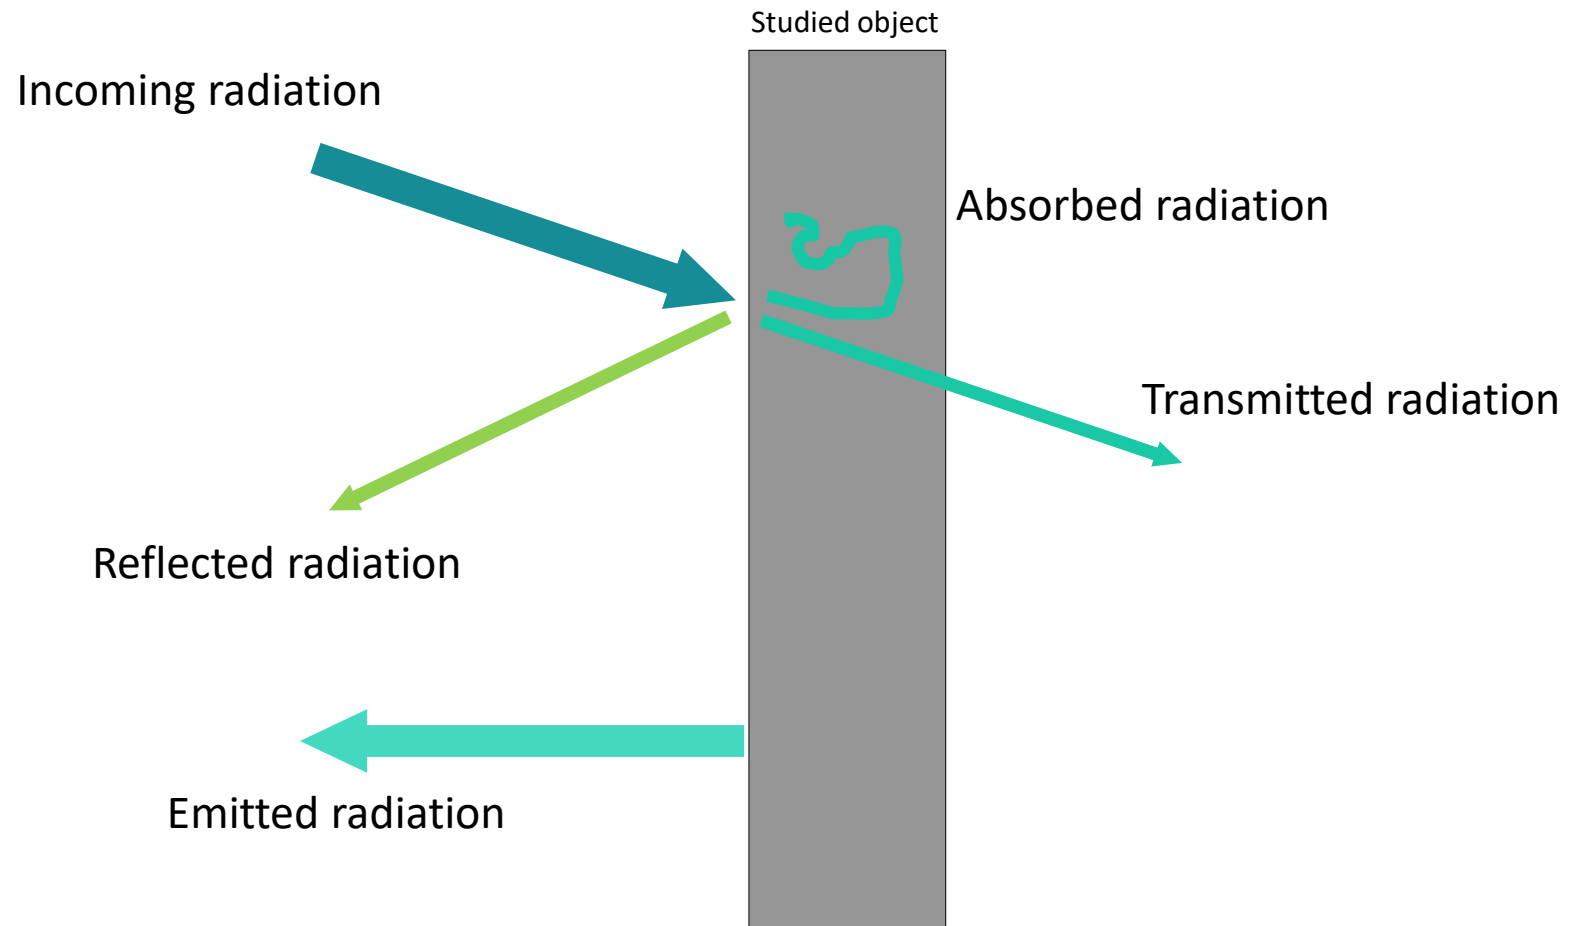 Studied object
Incoming radiation
Absorbed radiation
Transmitted radiation
Reflected radiation
Emitted radiation